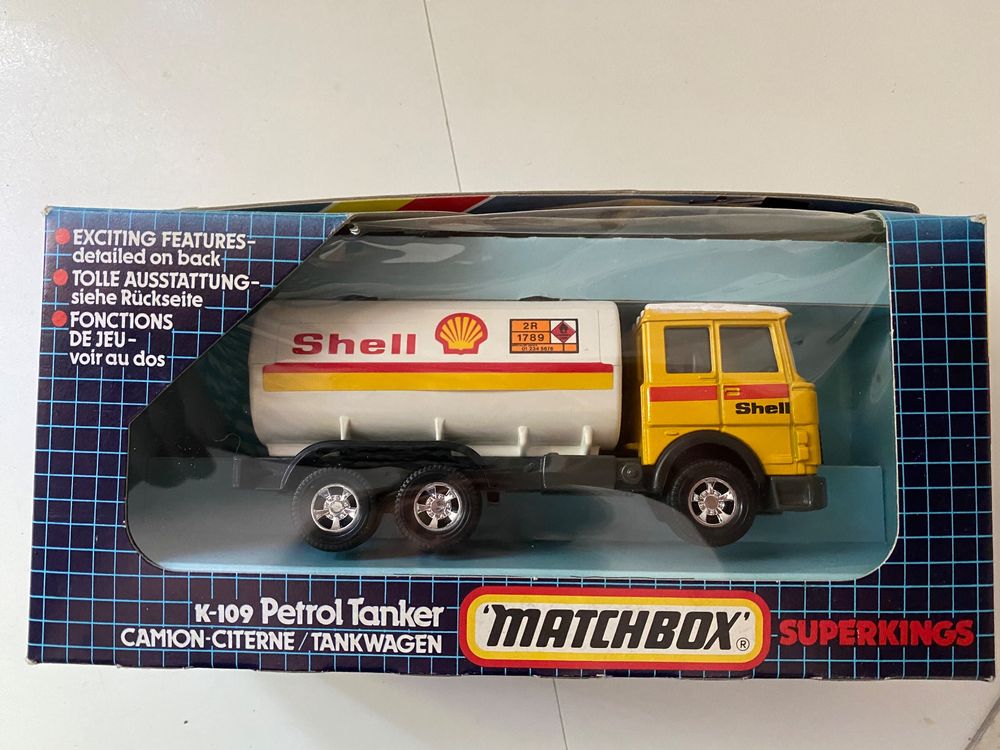 • EXCITING FEATURES-
detailed on back
• TOLLE AUSSTATTUNG-
siehe Rückseite
• FONCTIONS
DE JEU-
voir au dos
Shell
2R
1789
Shell
K-109 Petrol Tanker
CAMION-CITERNE/TANKWAGEN
'MATCHBOX'®
SUPERKINGS